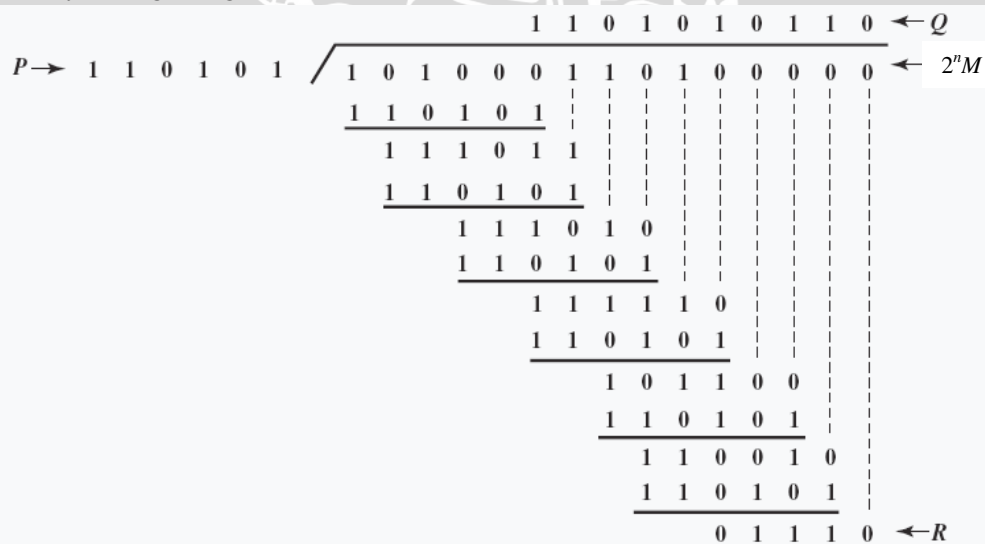 1 1 0 1 0 1 0 1 1 0 ← Q
P → 1 1 0 1 0 1 1 0 1 0 0 0 1 1 0 1 0 0 0 0 0 ← 2ⁿM
1 1 0 1 0 1
1 1 1 0 1 1
1 1 0 1 0 1
1 1 1 0 1 0
1 1 0 1 0 1
1 1 1 1 1 0
1 1 0 1 0 1
1 0 1 1 0 0
1 1 0 1 0 1
1 1 0 0 1 0
1 1 0 1 0 1
0 1 1 1 0 ← R